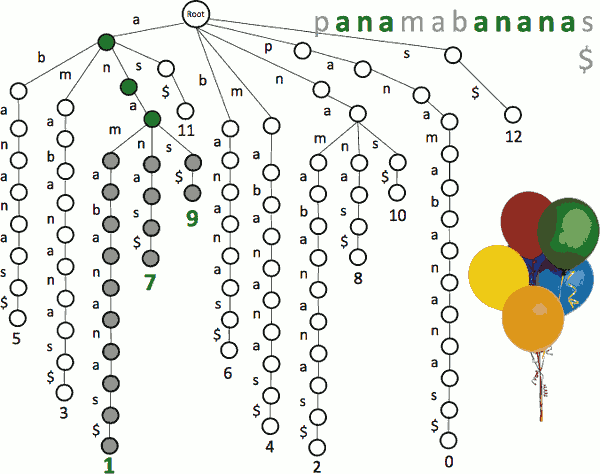 Root
panamabananas
$
a
b a n a n a s $ 5
m a b a n a n a s $ 3
n a
m a b a n a n a s $ 1
n a s $ 7
s $ 9
s $ 11
b a n a n a s $ 6
m a b a n a n a s $ 4
n a
m a b a n a n a s $ 2
n a s $ 8
s $ 10
p a n a m a b a n a n a s $ 0
s $ 12